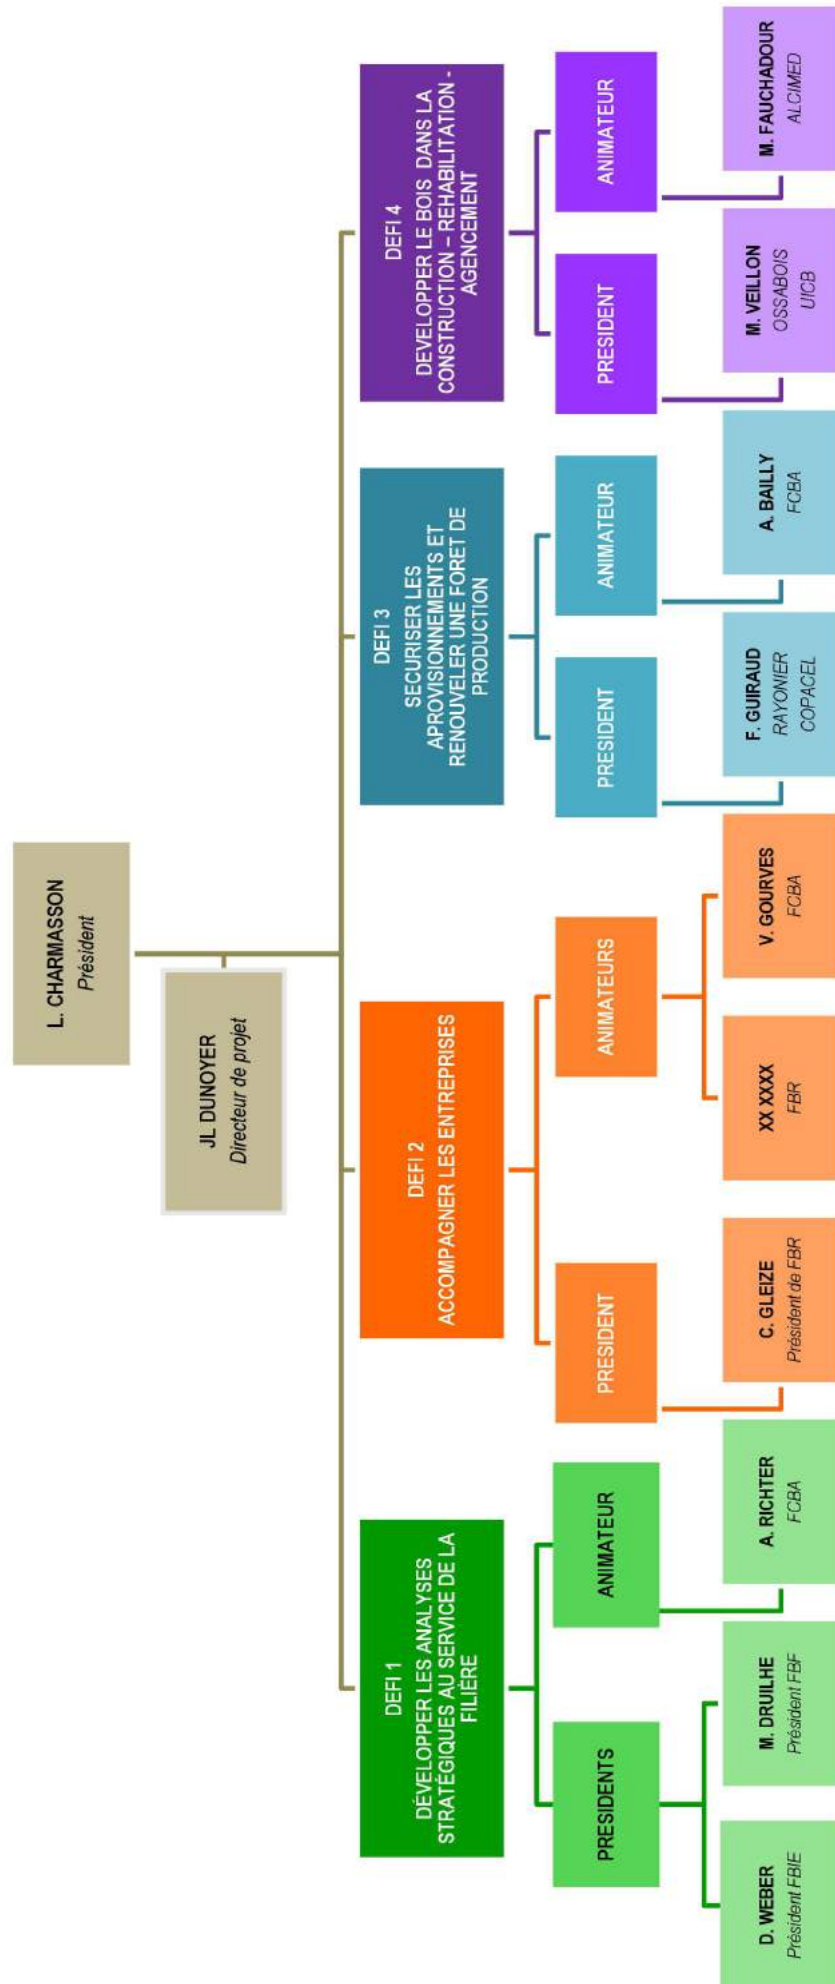 L. CHARMASSON
Président
JL DUNOYER
Directeur de projet
DEFI 1
DÉVELOPPER LES ANALYSES
STRATÉGIQUES AU SERVICE DE LA
FILIÈRE
PRESIDENTS
ANIMATEUR
D. WEBER
Président FBIE
M. DRUILHE
Président FBF
A. RICHTER
FCBA
DEFI 2
ACCOMPAGNER LES ENTREPRISES
PRESIDENT
ANIMATEURS
C. GLEIZE
Président de FBR
XX XXXX
FBR
V. GOURVES
FCBA
DEFI 3
SECURISER LES
APROVISIONNEMENTS ET
RENOUVELER UNE FORET DE
PRODUCTION
PRESIDENT
ANIMATEUR
F. GUIRAUD
RAYONIER
COPACEL
A. BAILLY
FCBA
DEFI 4
DEVELOPPER LE BOIS DANS LA
CONSTRUCTION – REHABILITATION -
AGENCEMENT
PRESIDENT
ANIMATEUR
M. VEILLON
OSSABOIS
UICB
M. FAUCHADOUR
ALCIMED